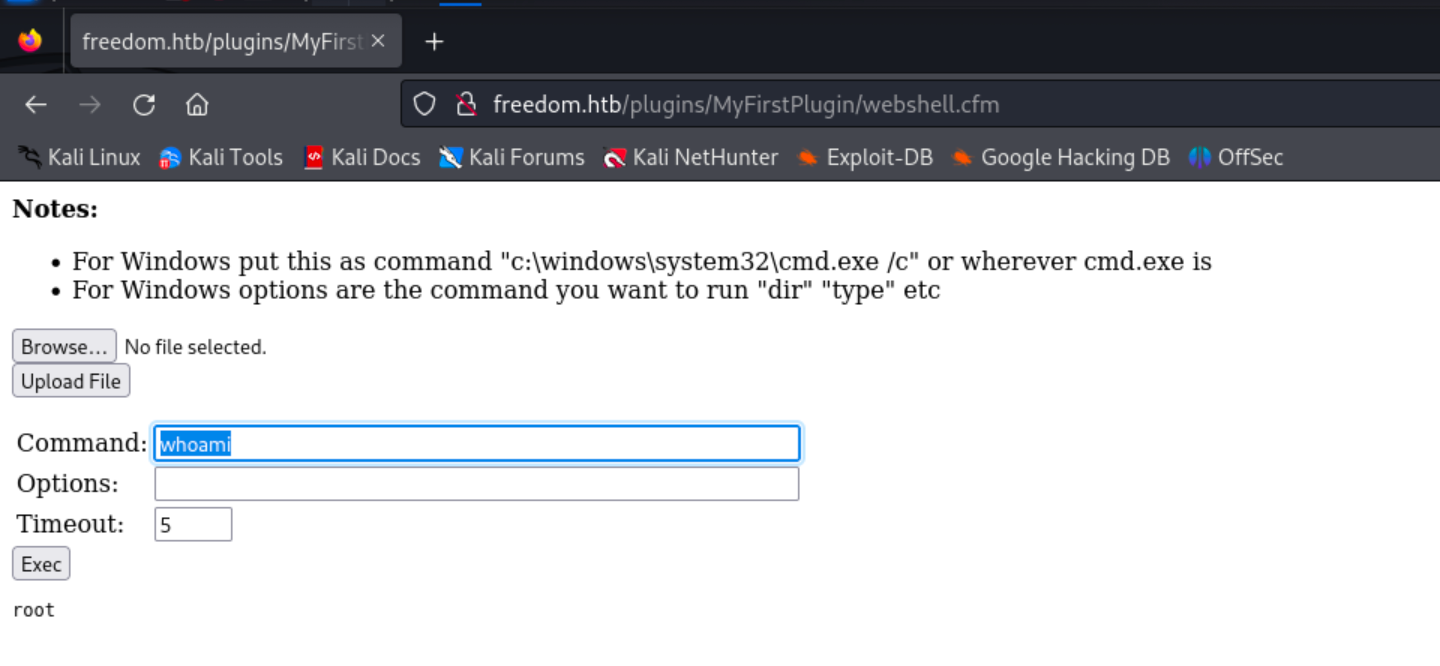 freedom.htb/plugins/MyFirst
freedom.htb/plugins/MyFirstPlugin/webshell.cfm
Kali Linux Kali Tools Kali Docs Kali Forums Kali NetHunter Exploit-DB Google Hacking DB OffSec
Notes:
• For Windows put this as command "c:\windows\system32\cmd.exe /c" or wherever cmd.exe is
• For Windows options are the command you want to run "dir" "type" etc
Browse... No file selected.
Upload File
Command: whoami
Options:
Timeout: 5
Exec
root